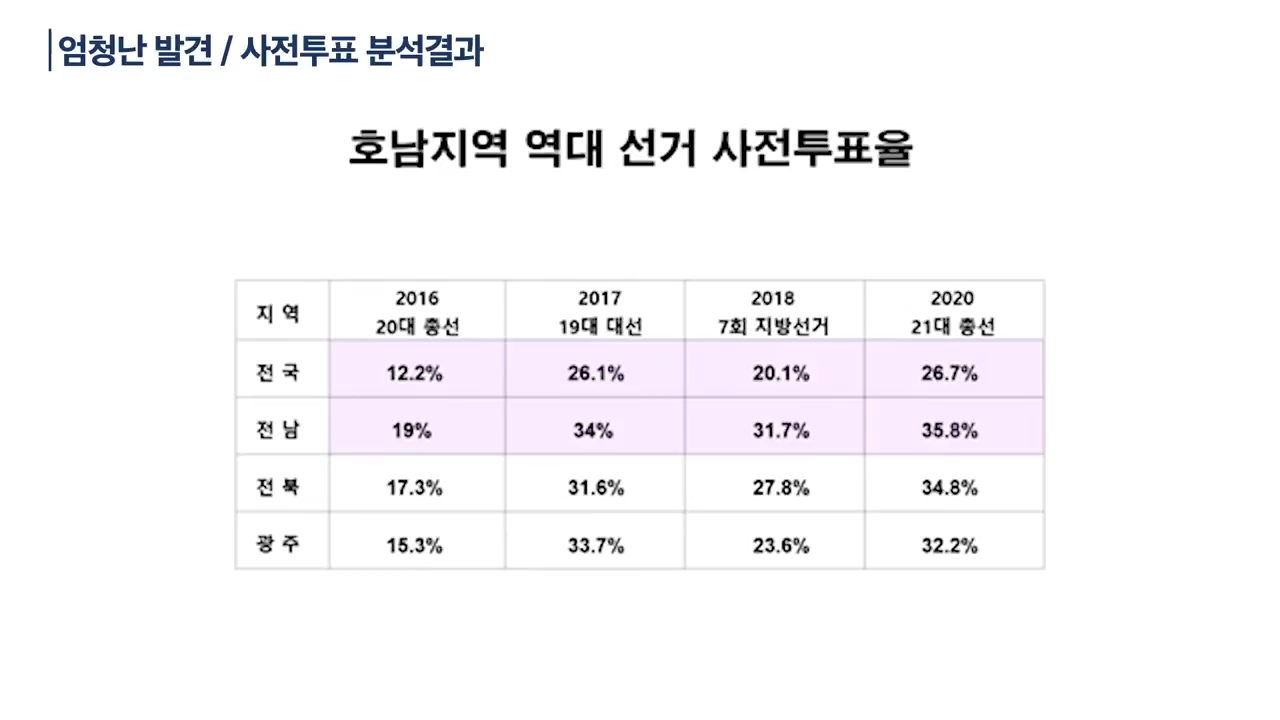 엄청난 발견 / 사전투표 분석결과
호남지역 역대 선거 사전투표율
지 역 2016 20대 총선 2017 19대 대선 2018 7회 지방선거 2020 21대 총선
전 국 12.2% 26.1% 20.1% 26.7%
전 남 19% 34% 31.7% 35.8%
전 북 17.3% 31.6% 27.8% 34.8%
광 주 15.3% 33.7% 23.6% 32.2%